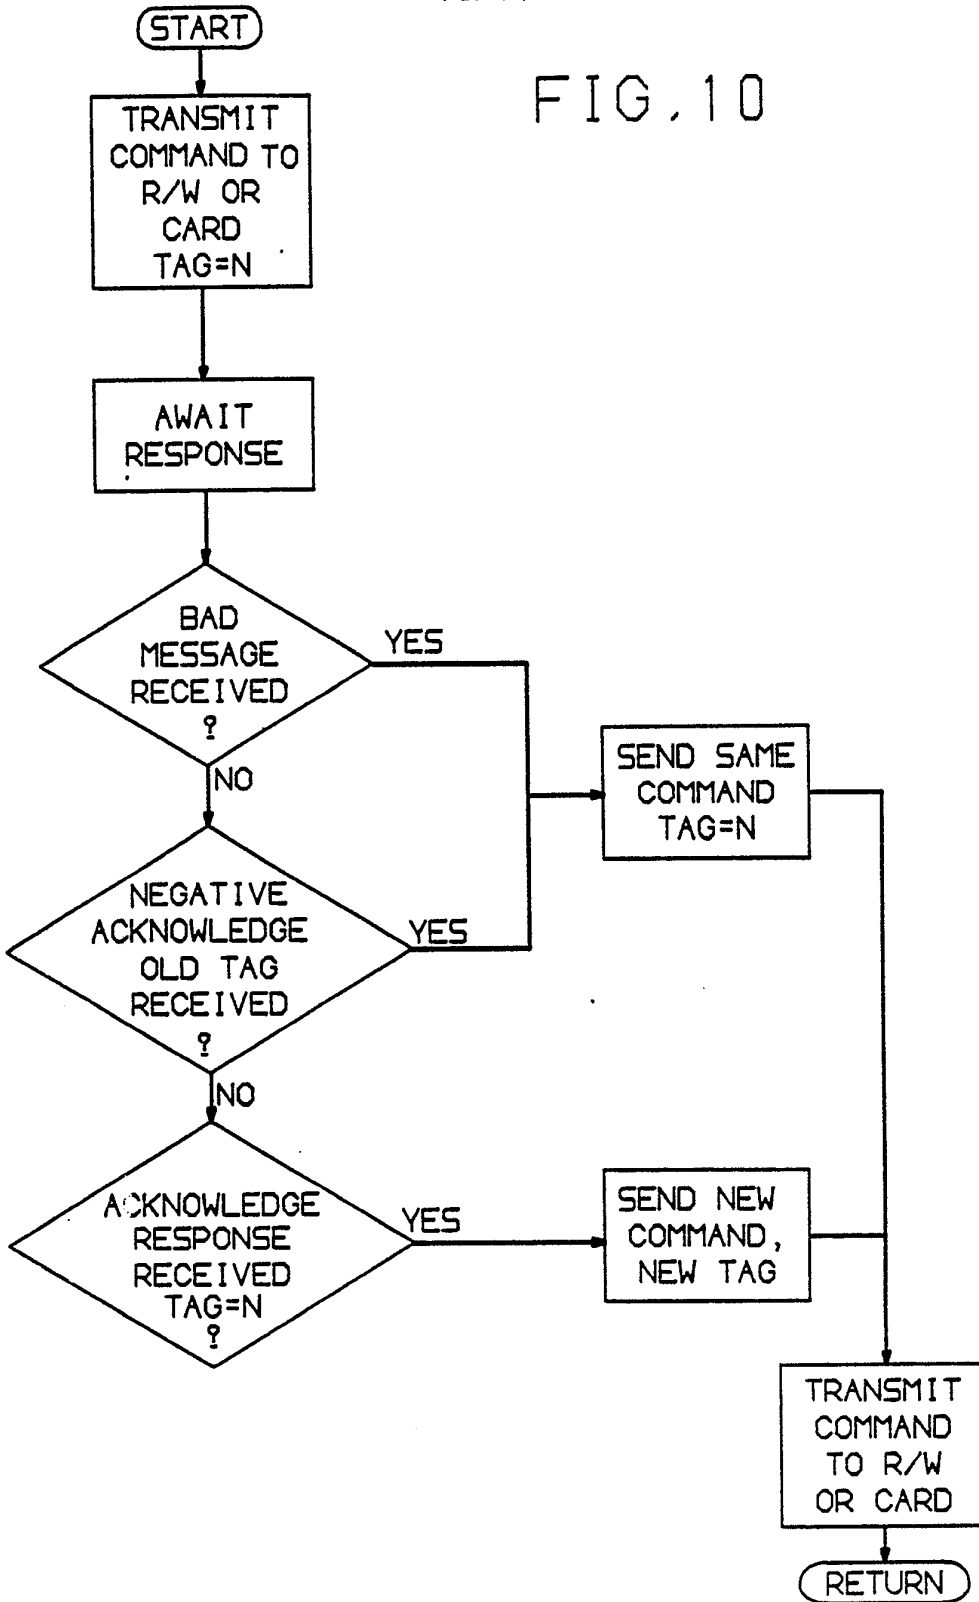 START
FIG.10
TRANSMIT
COMMAND TO
R/W OR
CARD
TAG=N
AWAIT
RESPONSE
BAD
MESSAGE
RECEIVED
?
YES
NO
SEND SAME
COMMAND
TAG=N
NEGATIVE
ACKNOWLEDGE
OLD TAG
RECEIVED
?
YES
NO
ACKNOWLEDGE
RESPONSE
RECEIVED
TAG=N
?
YES
SEND NEW
COMMAND,
NEW TAG
TRANSMIT
COMMAND
TO R/W
OR CARD
RETURN